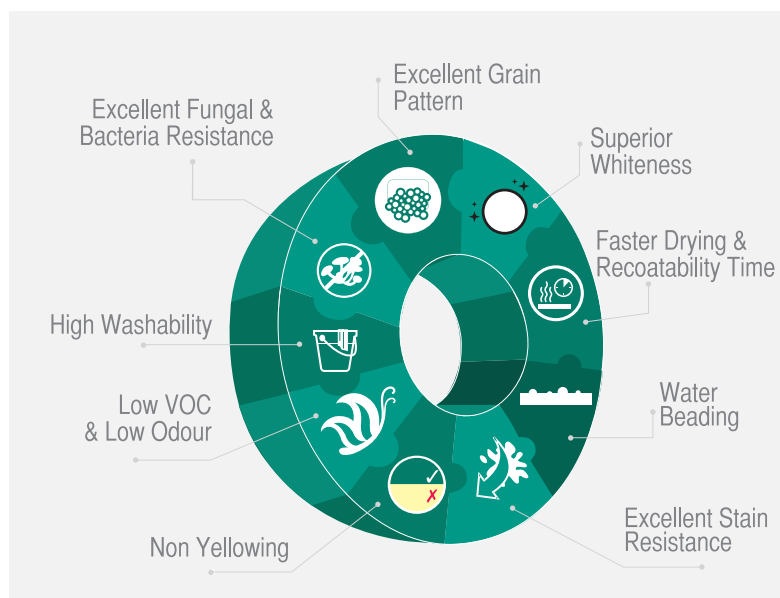 Excellent Grain
Pattern
Excellent Fungal &
Bacteria Resistance
Superior
Whiteness
Faster Drying &
Recoatability Time
High Washability
Water
Beading
Low VOC
& Low Odour
Excellent Stain
Resistance
Non Yellowing